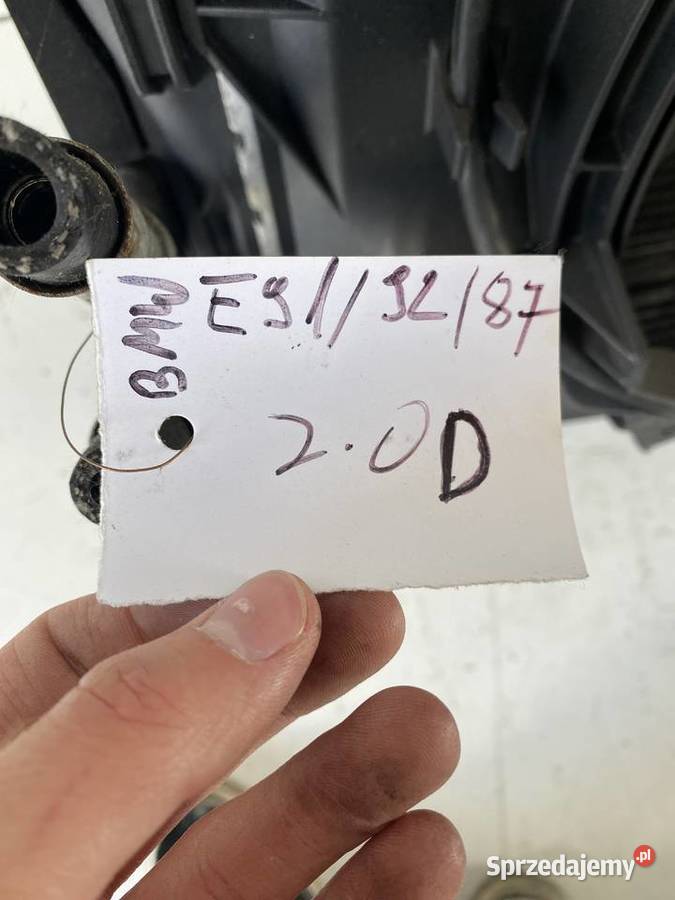 BMW
E91/92/87
2.0D
Sprzedajemy.pl